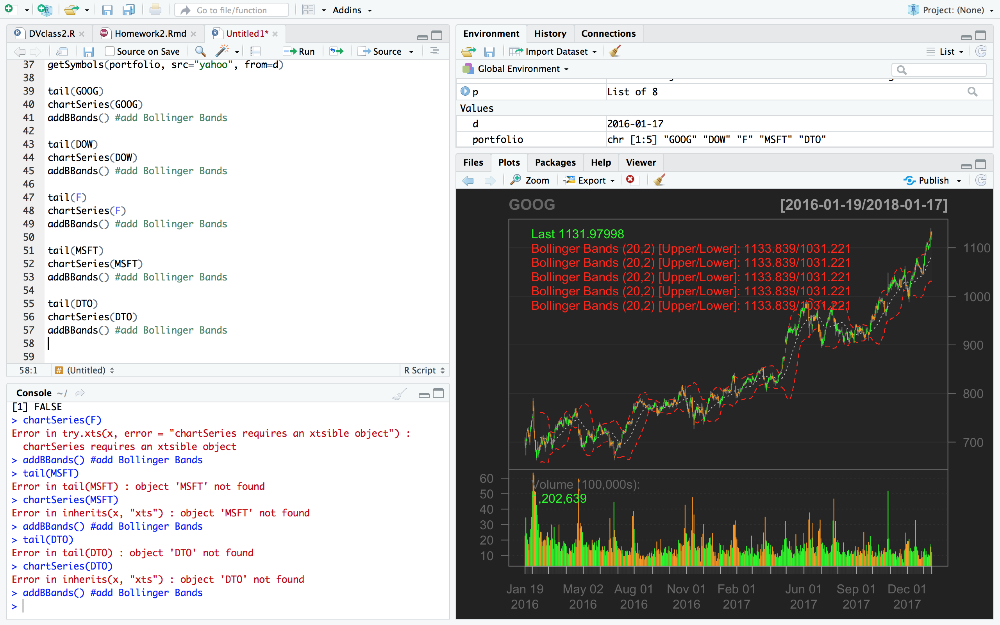 Go to file/function
Addins
Project: (None)
DVclass2.R
Homework2.Rmd
Untitled1*
Source on Save
Run
Source
37 getSymbols(portfolio, src="yahoo", from=d)
38
39 tail(GOOG)
40 chartSeries(GOOG)
41 addBBands() #add Bollinger Bands
42
43 tail(DOW)
44 chartSeries(DOW)
45 addBBands() #add Bollinger Bands
46
47 tail(F)
48 chartSeries(F)
49 addBBands() #add Bollinger Bands
50
51 tail(MSFT)
52 chartSeries(MSFT)
53 addBBands() #add Bollinger Bands
54
55 tail(DTO)
56 chartSeries(DTO)
57 addBBands() #add Bollinger Bands
58
59
58:1
# (Untitled)
R Script
Console ~/
[1] FALSE
> chartSeries(F)
Error in try.xts(x, error = "chartSeries requires an xtsible object") :
chartSeries requires an xtsible object
> addBBands() #add Bollinger Bands
> tail(MSFT)
Error in tail(MSFT) : object 'MSFT' not found
> chartSeries(MSFT)
Error in inherits(x, "xts") : object 'MSFT' not found
> addBBands() #add Bollinger Bands
> tail(DTO)
Error in tail(DTO) : object 'DTO' not found
> chartSeries(DTO)
Error in inherits(x, "xts") : object 'DTO' not found
> addBBands() #add Bollinger Bands
>
Environment
History
Connections
Import Dataset
List
Global Environment
p List of 8
Values
d 2016-01-17
portfolio chr [1:5] "GOOG" "DOW" "F" "MSFT" "DTO"
Files
Plots
Packages
Help
Viewer
Zoom
Export
Publish
GOOG
[2016-01-19/2018-01-17]
Last 1131.97998
Bollinger Bands (20,2) [Upper/Lower]: 1133.839/1031.221
Bollinger Bands (20,2) [Upper/Lower]: 1133.839/1031.221
Bollinger Bands (20,2) [Upper/Lower]: 1133.839/1031.221
Bollinger Bands (20,2) [Upper/Lower]: 1133.839/1031.221
Bollinger Bands (20,2) [Upper/Lower]: 1133.839/1031.221
1100
1000
900
800
700
Volume (100,000s):
,202,639
60
50
40
30
20
10
Jan 19 2016
May 02 2016
Aug 01 2016
Nov 01 2016
Feb 01 2017
Jun 01 2017
Sep 01 2017
Dec 01 2017